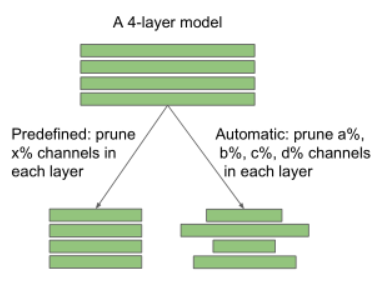 A 4-layer model
Predefined: prune
x% channels in
each layer
Automatic: prune a%,
b%, c%, d% channels
in each layer